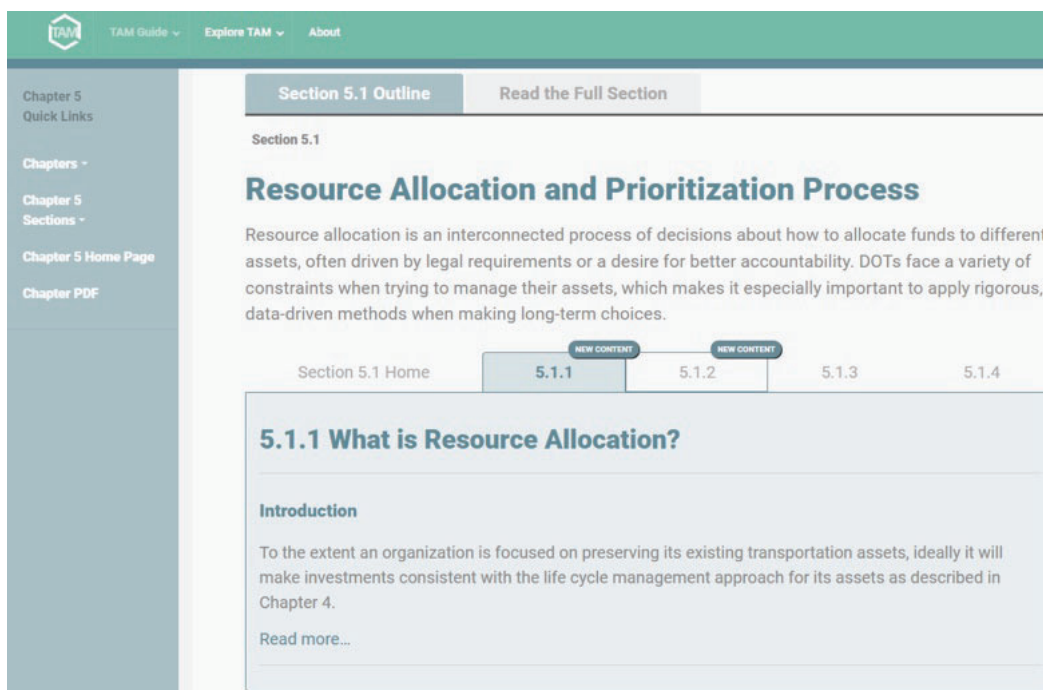 TAM
TAM Guide
Explore TAM
About
Chapter 5
Quick Links
Chapters
Chapter 5
Sections
Chapter 5 Home Page
Chapter PDF
Section 5.1 Outline
Read the Full Section
Section 5.1
Resource Allocation and Prioritization Process
Resource allocation is an interconnected process of decisions about how to allocate funds to different
assets, often driven by legal requirements or a desire for better accountability. DOTs face a variety of
constraints when trying to manage their assets, which makes it especially important to apply rigorous,
data-driven methods when making long-term choices.
NEW CONTENT
NEW CONTENT
Section 5.1 Home
5.1.1
5.1.2
5.1.3
5.1.4
5.1.1 What is Resource Allocation?
Introduction
To the extent an organization is focused on preserving its existing transportation assets, ideally it will
make investments consistent with the life cycle management approach for its assets as described in
Chapter 4.
Read more...